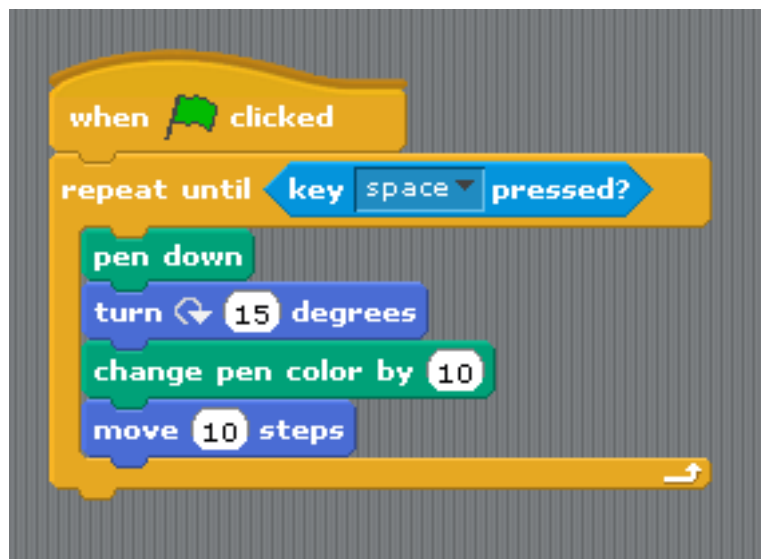 when clicked
repeat until key space pressed?
pen down
turn 15 degrees
change pen color by 10
move 10 steps